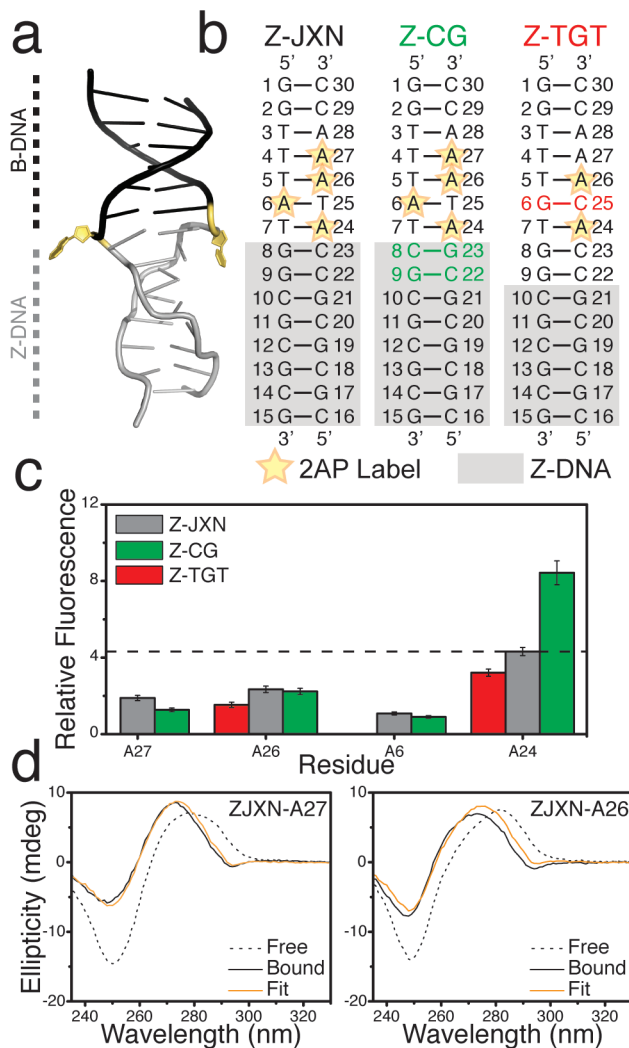 a
B-DNA
Z-DNA
b
Z-JXN Z-CG Z-TGT
5' 3' 5' 3' 5' 3'
1 G C 30 1 G C 30 1 G C 30
2 G C 29 2 G C 29 2 G C 29
3 T A 28 3 T A 28 3 T A 28
4 T A 27 4 T A 27 4 T A 27
5 T A 26 5 T A 26 5 T A 26
6 A T 25 6 A T 25 6 G C 25
7 T A 24 7 T A 24 7 T A 24
8 G C 23 8 C G 23 8 G C 23
9 G C 22 9 G C 22 9 G C 22
10 C G 21 10 C G 21 10 C G 21
11 G C 20 11 G C 20 11 G C 20
12 C G 19 12 C G 19 12 C G 19
13 G C 18 13 G C 18 13 G C 18
14 C G 17 14 C G 17 14 C G 17
15 G C 16 15 G C 16 15 G C 16
3' 5' 3' 5' 3' 5'
2AP Label Z-DNA
c
Relative Fluorescence
12
8
4
0
Z-JXN
Z-CG
Z-TGT
A27 A26 A6 A24
Residue
d
Ellipticity (mdeg)
10
0
-10
-20
ZJXN-A27
Free
Bound
Fit
240 260 280 300 320
Wavelength (nm)
10
0
-10
-20
ZJXN-A26
Free
Bound
Fit
240 260 280 300 320
Wavelength (nm)